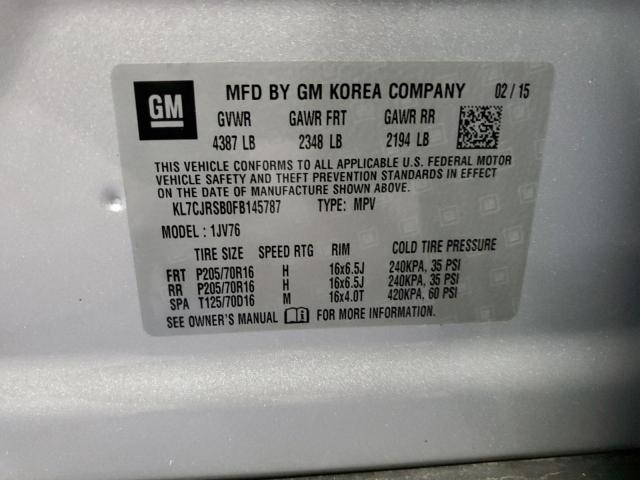 GM MFD BY GM KOREA COMPANY 02 / 15
GVWR GAWR FRT GAWR RR
4387 LB 2348 LB 2194 LB
THIS VEHICLE CONFORMS TO ALL APPLICABLE U.S. FEDERAL MOTOR
VEHICLE SAFETY AND THEFT PREVENTION STANDARDS IN EFFECT
ON THE DATE OF MANUFACTURE SHOWN ABOVE.
KL7CJRSB0FB145787 TYPE: MPV
MODEL : 1JV76
TIRE SIZE SPEED RTG RIM COLD TIRE PRESSURE
FRT P205/70R16 H 16x6.5J 240KPA, 35 PSI
RR P205/70R16 H 16x6.5J 240KPA, 35 PSI
SPA T125/70D16 M 16x4.0T 420KPA, 60 PSI
SEE OWNER'S MANUAL FOR MORE INFORMATION.